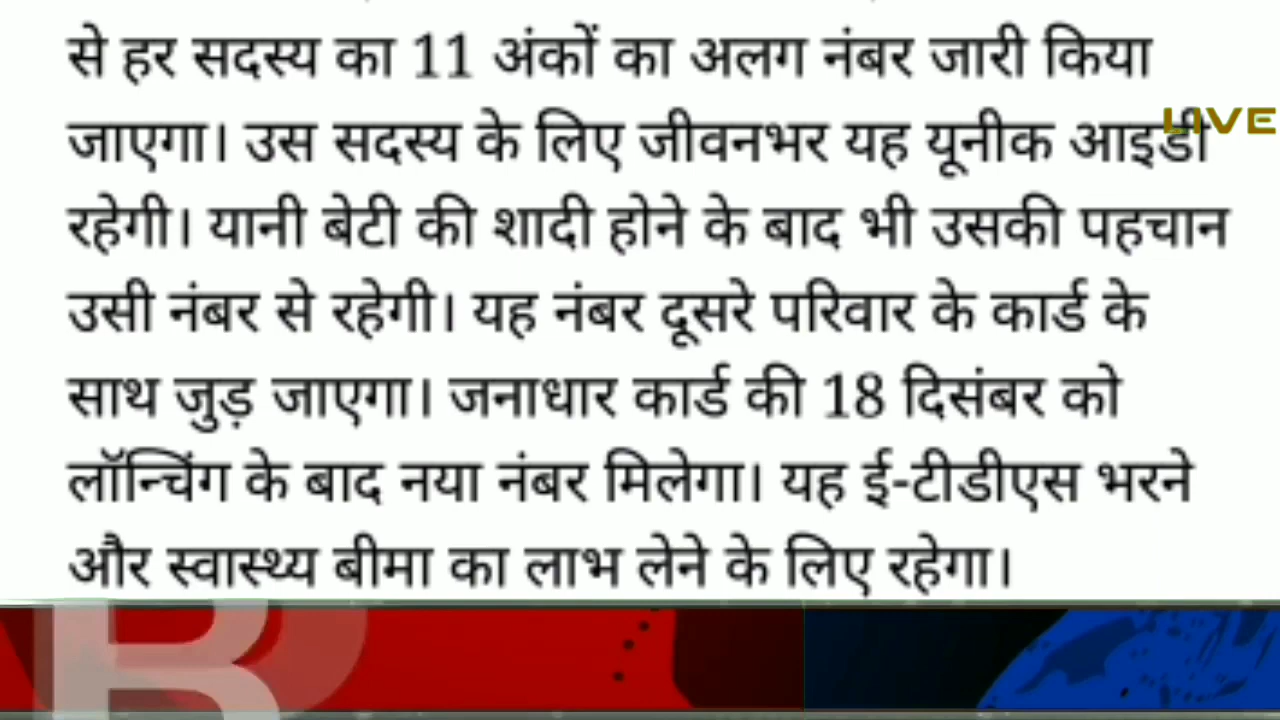 से हर सदस्य का 11 अंकों का अलग नंबर जारी किया
LIVE
जाएगा। उस सदस्य के लिए जीवनभर यह यूनीक आइडी
रहेगी। यानी बेटी की शादी होने के बाद भी उसकी पहचान
उसी नंबर से रहेगी। यह नंबर दूसरे परिवार के कार्ड के
साथ जुड़ जाएगा। जनाधार कार्ड की 18 दिसंबर को
लॉन्चिंग के बाद नया नंबर मिलेगा। यह ई-टीडीएस भरने
और स्वास्थ्य बीमा का लाभ लेने के लिए रहेगा।
B